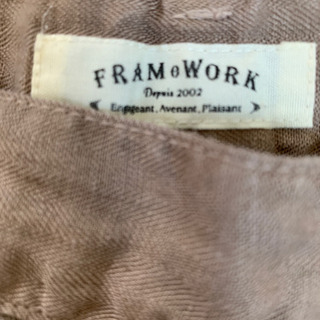 FRAMeWORK
Depuis 2002
Engageant, Avenant, Plaisant